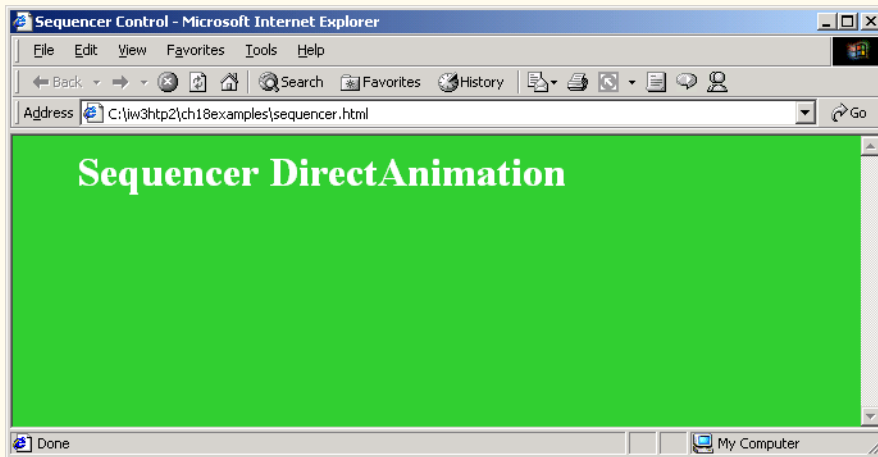 Sequencer Control - Microsoft Internet Explorer
File Edit View Favorites Tools Help
Back Search Favorites History
Address C:\iw3htp2\ch18examples\sequencer.html Go
Sequencer DirectAnimation
Done My Computer